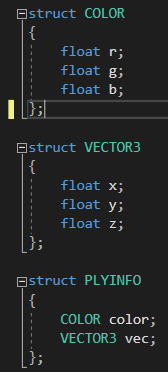 struct COLOR
{
    float r;
    float g;
    float b;
};
struct VECTOR3
{
    float x;
    float y;
    float z;
};
struct PLYINFO
{
    COLOR color;
    VECTOR3 vec;
};